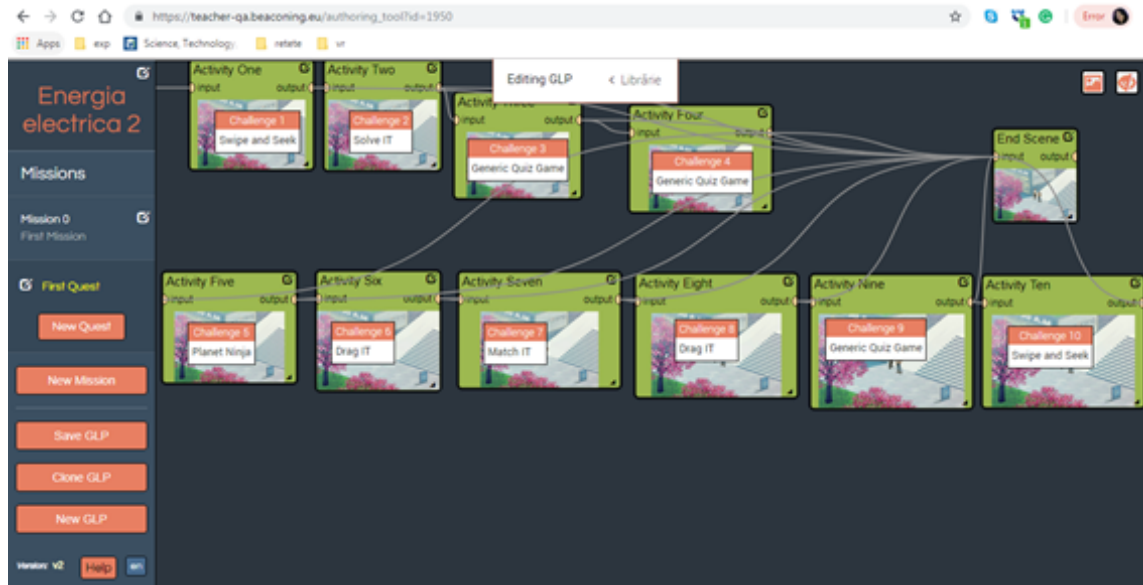 https://teacher-qa.beaconing.eu/authoring_tool?id=1950
Error
Apps
exp
Science, Technology
retete
vr
Editing GLP
< Librărie
Energia
electrica 2
Missions
Mission 0
First Mission
First Quest
New Quest
New Mission
Save GLP
Clone GLP
New GLP
Version: v2
Help
en
Activity One
input output
Challenge 1
Swipe and Seek
Activity Two
input output
Challenge 2
Solve IT
Activity Three
input output
Challenge 3
Generic Quiz Game
Activity Four
input output
Challenge 4
Generic Quiz Game
End Scene
input output
Activity Five
input output
Challenge 5
Planet Ninja
Activity Six
input output
Challenge 6
Drag IT
Activity Seven
input output
Challenge 7
Match IT
Activity Eight
input output
Challenge 8
Drag IT
Activity Nine
input output
Challenge 9
Generic Quiz Game
Activity Ten
input output
Challenge 10
Swipe and Seek